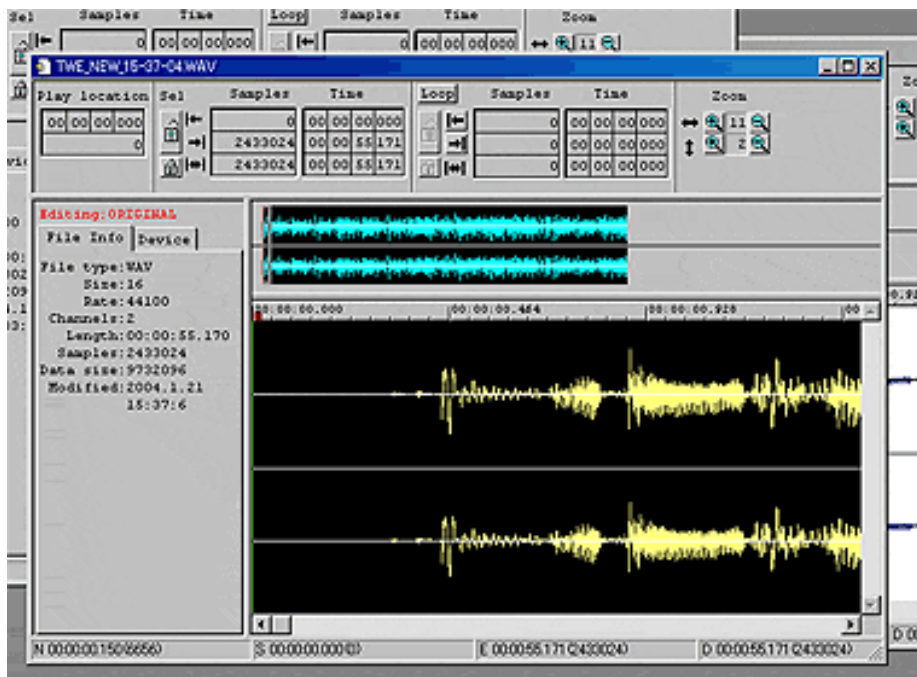 Sel Samples Time Loop Samples Time Zoom
0 00 00 00 000 0 00 00 00 000 11
TWE_NEW_15-37-04.WAV
Play location Sel Samples Time Loop Samples Time Zoom
00 00 00 000 0 00 00 00 000 0 00 00 00 000 11
0 2433024 00 00 55 171 0 00 00 00 000 2
2433024 00 00 55 171 0 00 00 00 000
Editing:ORIGINAL
File Info Device
File type:WAV
Size:16
Rate:44100
Channels:2
Length:00:00:55.170
Samples:2433024
Data size:9732096
Modified:2004.1.21
15:37:6
00:00:00.000 00:00:00.464 00:00:00.928 00
N 00:00:00.150(6656) S 00:00:00.000(0) E 00:00:55.171(2433024) D 00:00:55.171(2433024)